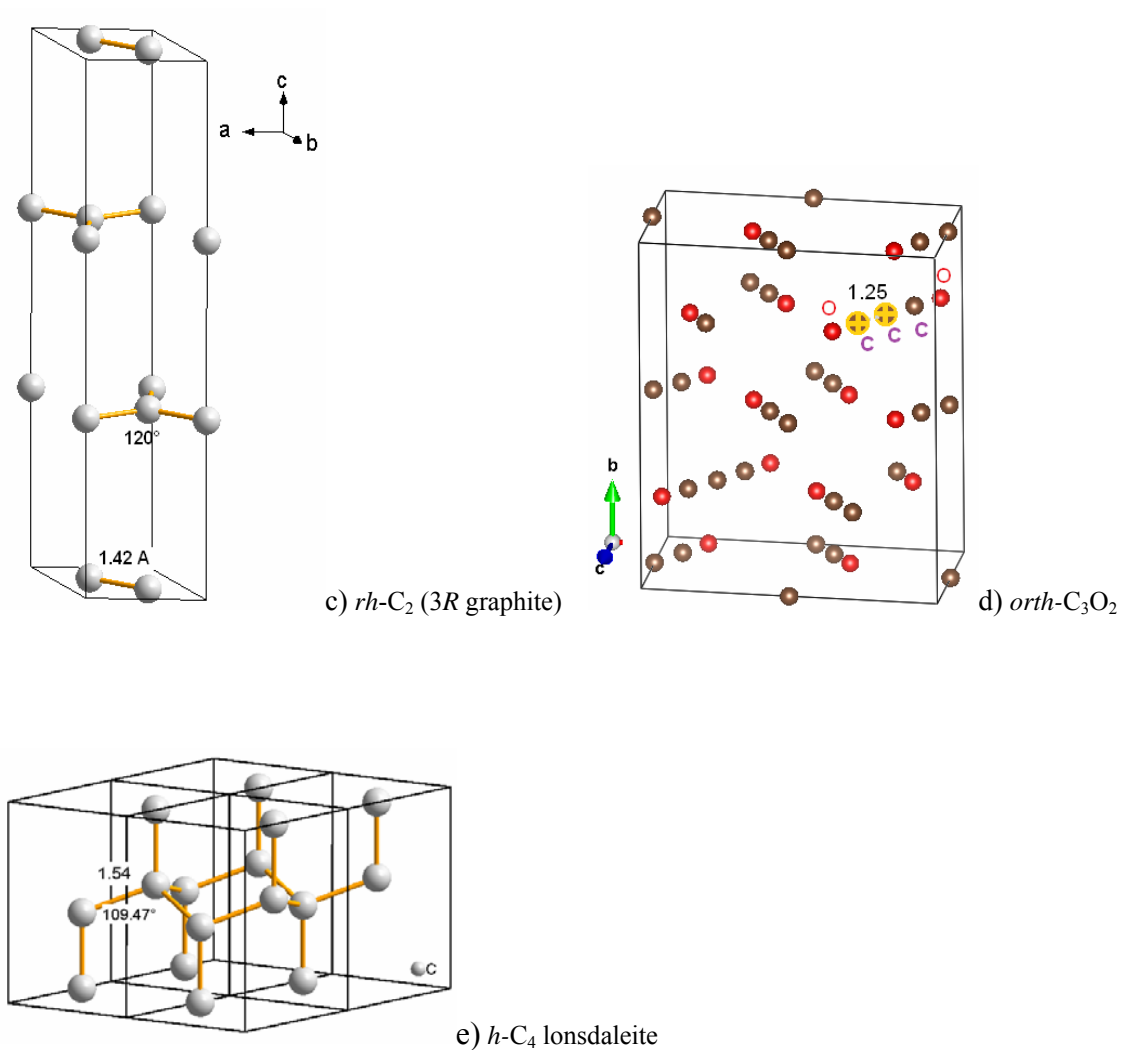 c
a
b
120°
1.42 A
c) rh-C₂ (3R graphite)
O
1.25
O
C C C
b
c
d) orth-C₃O₂
1.54
109.47°
C
e) h-C₄ lonsdaleite